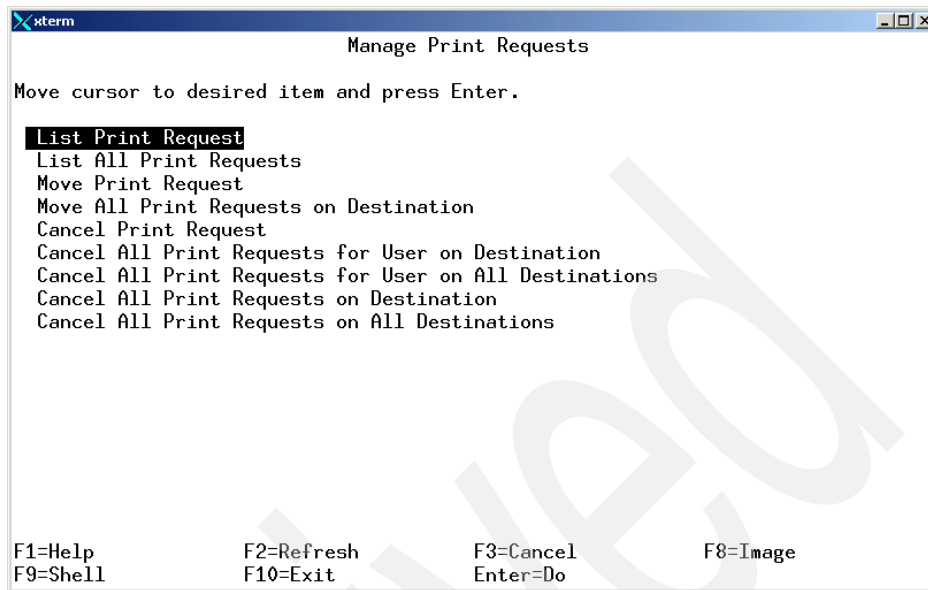 xterm
Manage Print Requests
Move cursor to desired item and press Enter.
List Print Request
List All Print Requests
Move Print Request
Move All Print Requests on Destination
Cancel Print Request
Cancel All Print Requests for User on Destination
Cancel All Print Requests for User on All Destinations
Cancel All Print Requests on Destination
Cancel All Print Requests on All Destinations
F1=Help F2=Refresh F3=Cancel F8=Image
F9=Shell F10=Exit Enter=Do